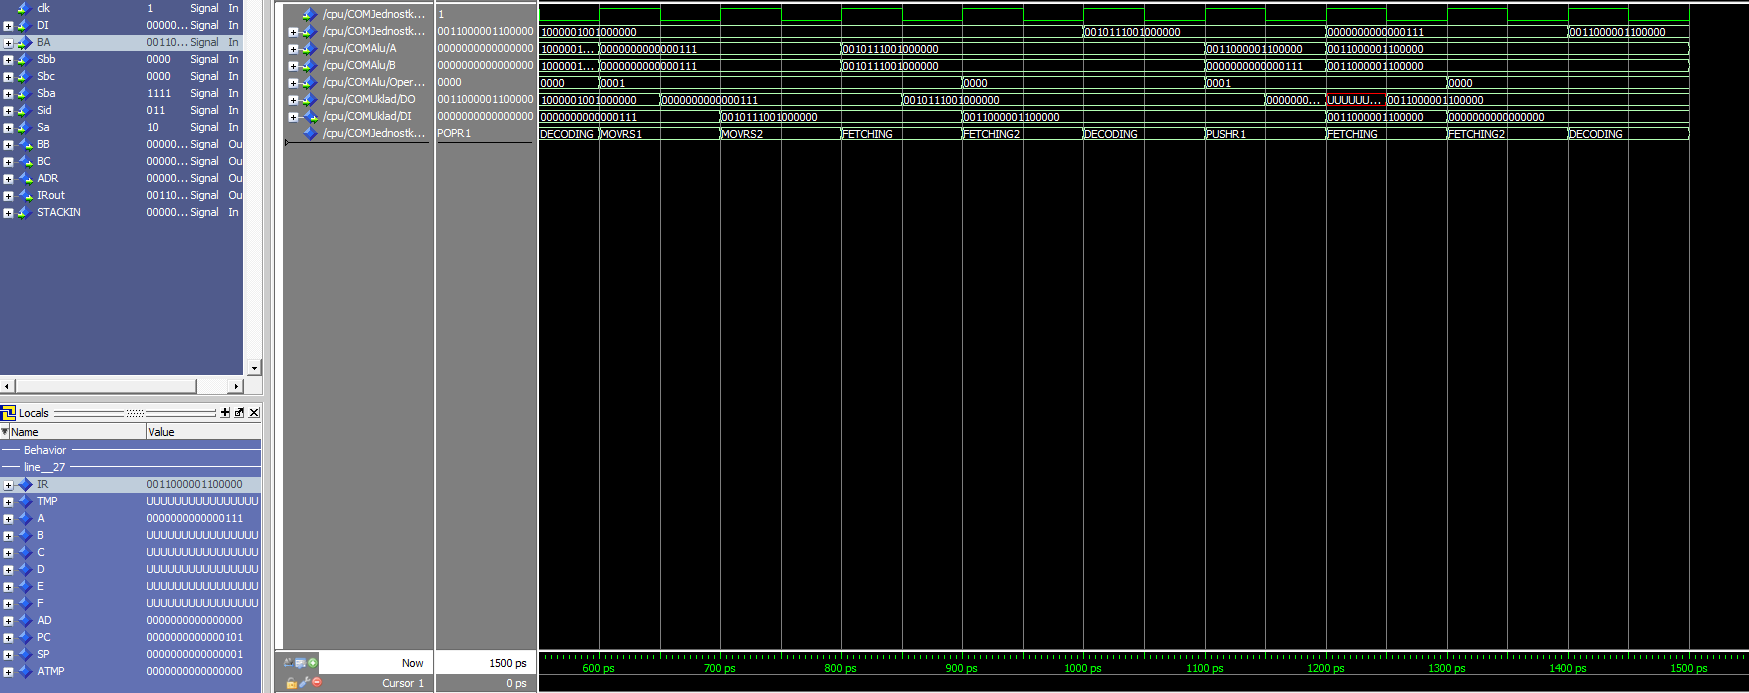 clk 1 Signal In
DI 00000... Signal In
BA 00110... Signal In
Sbb 0000 Signal In
Sbc 0000 Signal In
Sba 1111 Signal In
Sid 011 Signal In
Sa 10 Signal In
BB 00000... Signal Ou
BC 00000... Signal Ou
ADR 00000... Signal Ou
IRout 00110... Signal Ou
STACKIN 00000... Signal In
Locals
Name Value
Behavior
line__27
IR 0011000001100000
TMP UUUUUUUUUUUUUUUU
A 0000000000000111
B UUUUUUUUUUUUUUUU
C UUUUUUUUUUUUUUUU
D UUUUUUUUUUUUUUUU
E UUUUUUUUUUUUUUUU
F UUUUUUUUUUUUUUUU
AD 0000000000000000
PC 0000000000000101
SP 0000000000000001
ATMP 0000000000000000
/cpu/COMJednostk... 1
/cpu/COMJednostk... 0011000001100000 1000001001000000 0010111001000000 0000000000000111 0011000001100000
/cpu/COMAlu/A 0000000000000000 1000001... 0000000000000111 0010111001000000 0011000001100000 0011000001100000
/cpu/COMAlu/B 0000000000000000 1000001... 0000000000000111 0010111001000000 0000000000000111 0011000001100000
/cpu/COMAlu/Oper... 0000 0000 0001 0000 0001 0000
/cpu/COMUklad/DO 0011000001100000 1000001001000000 0000000000000111 0010111001000000 0000000... UUUUUU... 0011000001100000
/cpu/COMUklad/DI 0000000000000000 0000000000000111 0010111001000000 0011000001100000 0011000001100000 0000000000000000
/cpu/COMJednostk... POPR1 DECODING MOVRS1 MOVRS2 FETCHING FETCHING2 DECODING PUSHR1 FETCHING FETCHING2 DECODING
Now 1500 ps 600 ps 700 ps 800 ps 900 ps 1000 ps 1100 ps 1200 ps 1300 ps 1400 ps 1500 ps
Cursor 1 0 ps